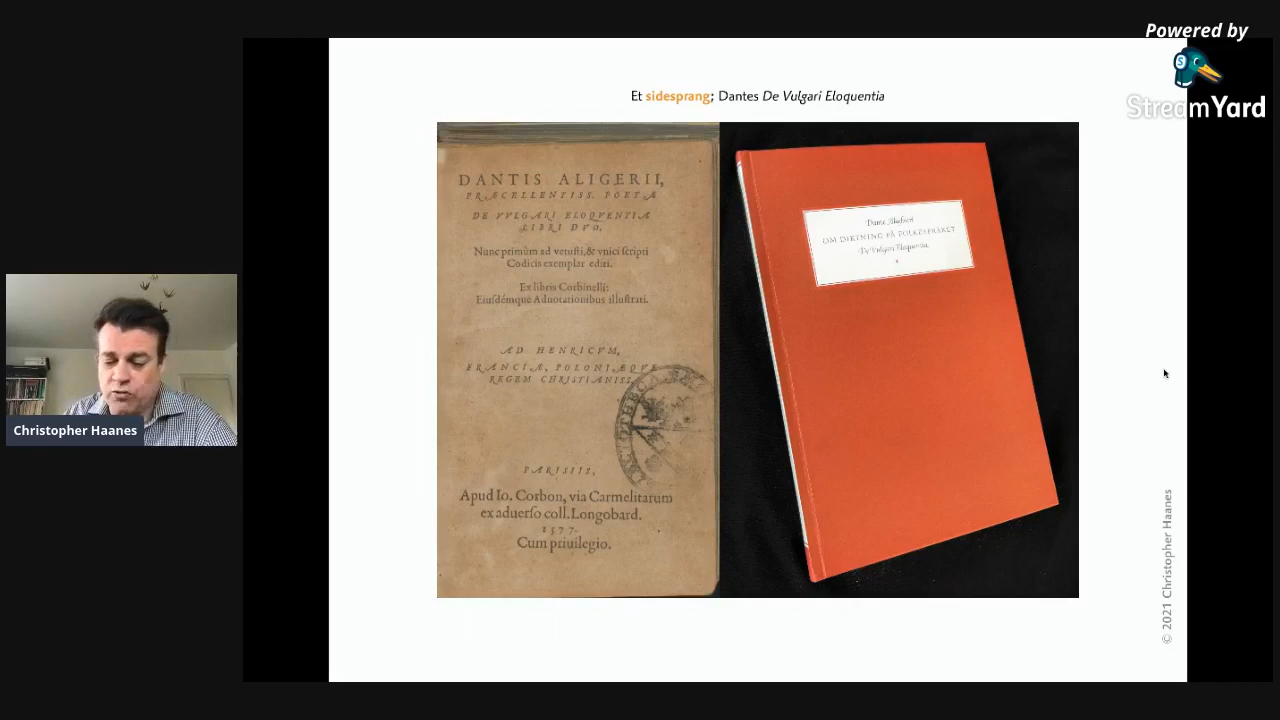 Powered by
StreamYard
Et sidesprang; Dantes De Vulgari Eloquentia
DANTIS ALIGERII,
PRÆCELLENTISS. POETÆ
DE VVLGARI ELOQVENTIA
LIBRI DVO.
Nunc primùm ad vetusti, & vnici scripti
Codicis exemplar editi.
Ex libris Corbinelli:
Eiusdémque Adnotationibus illustrati.
AD HENRICVM,
FRANCIÆ, POLONIÆQVE
REGEM CHRISTIANISS.
PARISIIS,
Apud Io. Corbon, via Carmelitarum
ex aduerso coll. Longobard.
1577.
Cum priuilegio.
Dante Alighieri
OM DIKTNING PÅ FOLKESPRÅKET
De Vulgari Eloquentia
Christopher Haanes
© 2021 Christopher Haanes